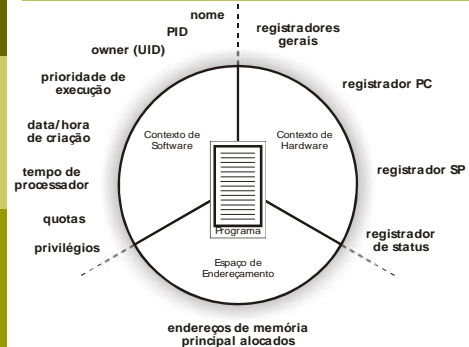 nome
PID
owner (UID)
prioridade de
execução
data/hora
de criação
tempo de
processador
quotas
privilégios
registradores
gerais
registrador PC
registrador SP
registrador
de status
Contexto de
Software
Contexto de
Hardware
Programa
Espaço de
Endereçamento
endereços de memória
principal alocados